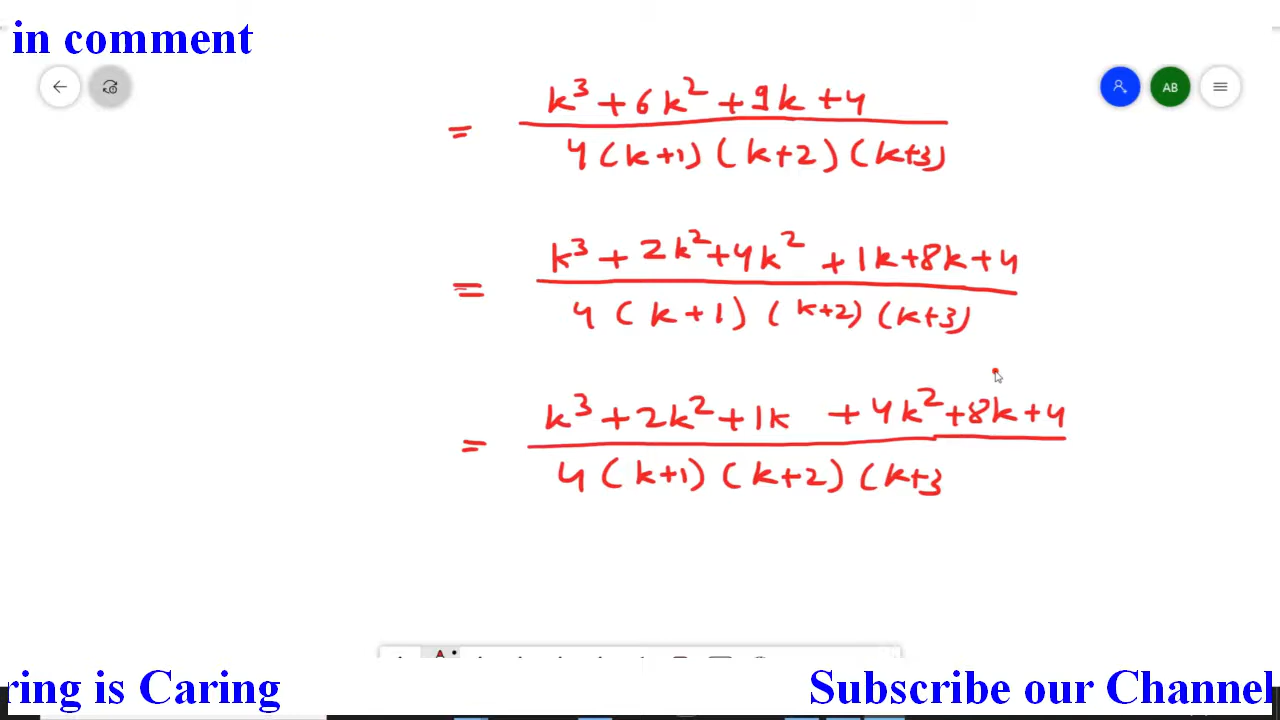 in comment
AB
k³ + 6k² + 9k + 4
= 4(k+1)(k+2)(k+3)
k³ + 2k² + 4k² + 1k + 8k + 4
= 4(k+1)(k+2)(k+3)
k³ + 2k² + 1k + 4k² + 8k + 4
= 4(k+1)(k+2)(k+3
ring is Caring Subscribe our Channel